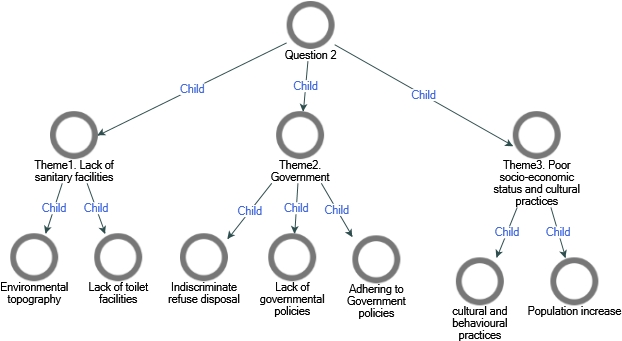 Question 2
Child
Child
Child
Theme1. Lack of
sanitary facilities
Theme2.
Government
Theme3. Poor
socio-economic
status and cultural
practices
Child
Child
Child
Child
Child
Child
Child
Environmental
topography
Lack of toilet
facilities
Indiscriminate
refuse disposal
Lack of
governmental
policies
Adhering to
Government
policies
cultural and
behavioural
practices
Population increase